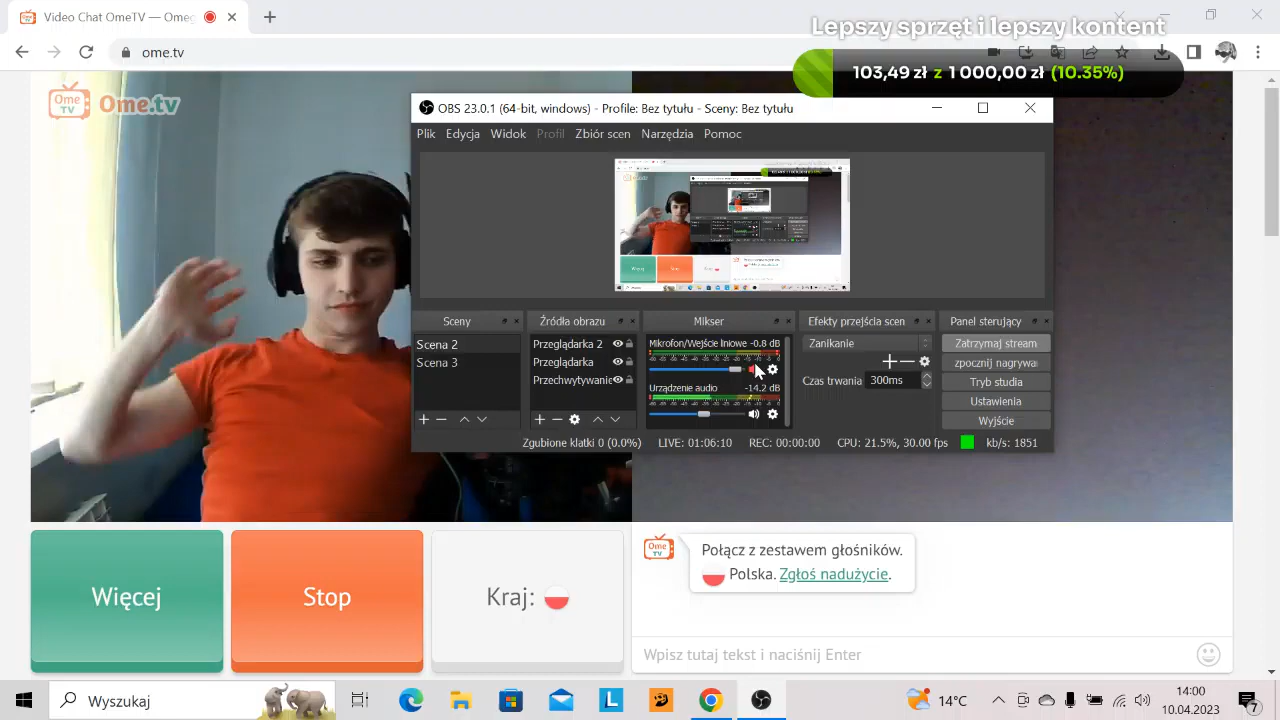 Video Chat OmeTV — Ome
Lepszy sprzęt i lepszy kontent
ome.tv
103,49 zł z 1 000,00 zł (10.35%)
Ome TV
Ome.tv
OBS 23.0.1 (64-bit, windows) - Profile: Bez tytułu - Sceny: Bez tytułu
Plik Edycja Widok Profil Zbiór scen Narzędzia Pomoc
Sceny
Źródła obrazu
Mikser
Efekty przejścia scen
Panel sterujący
Scena 2
Scena 3
Przeglądarka 2
Przeglądarka
Przechwytywanie
Mikrofon/Wejście liniowe -0.8 dB
Urządzenie audio -14.2 dB
Zanikanie
Czas trwania 300ms
Zatrzymaj stream
zpocznij nagrywa
Tryb studia
Ustawienia
Wyjście
Zgubione klatki 0 (0.0%) LIVE: 01:06:10 REC: 00:00:00 CPU: 21.5%, 30.00 fps kb/s: 1851
Więcej
Stop
Kraj:
Ome TV
Połącz z zestawem głośników.
Polska. Zgłoś nadużycie.
Wpisz tutaj tekst i naciśnij Enter
Wyszukaj
L
14°C
14:00
10.04.2023
7